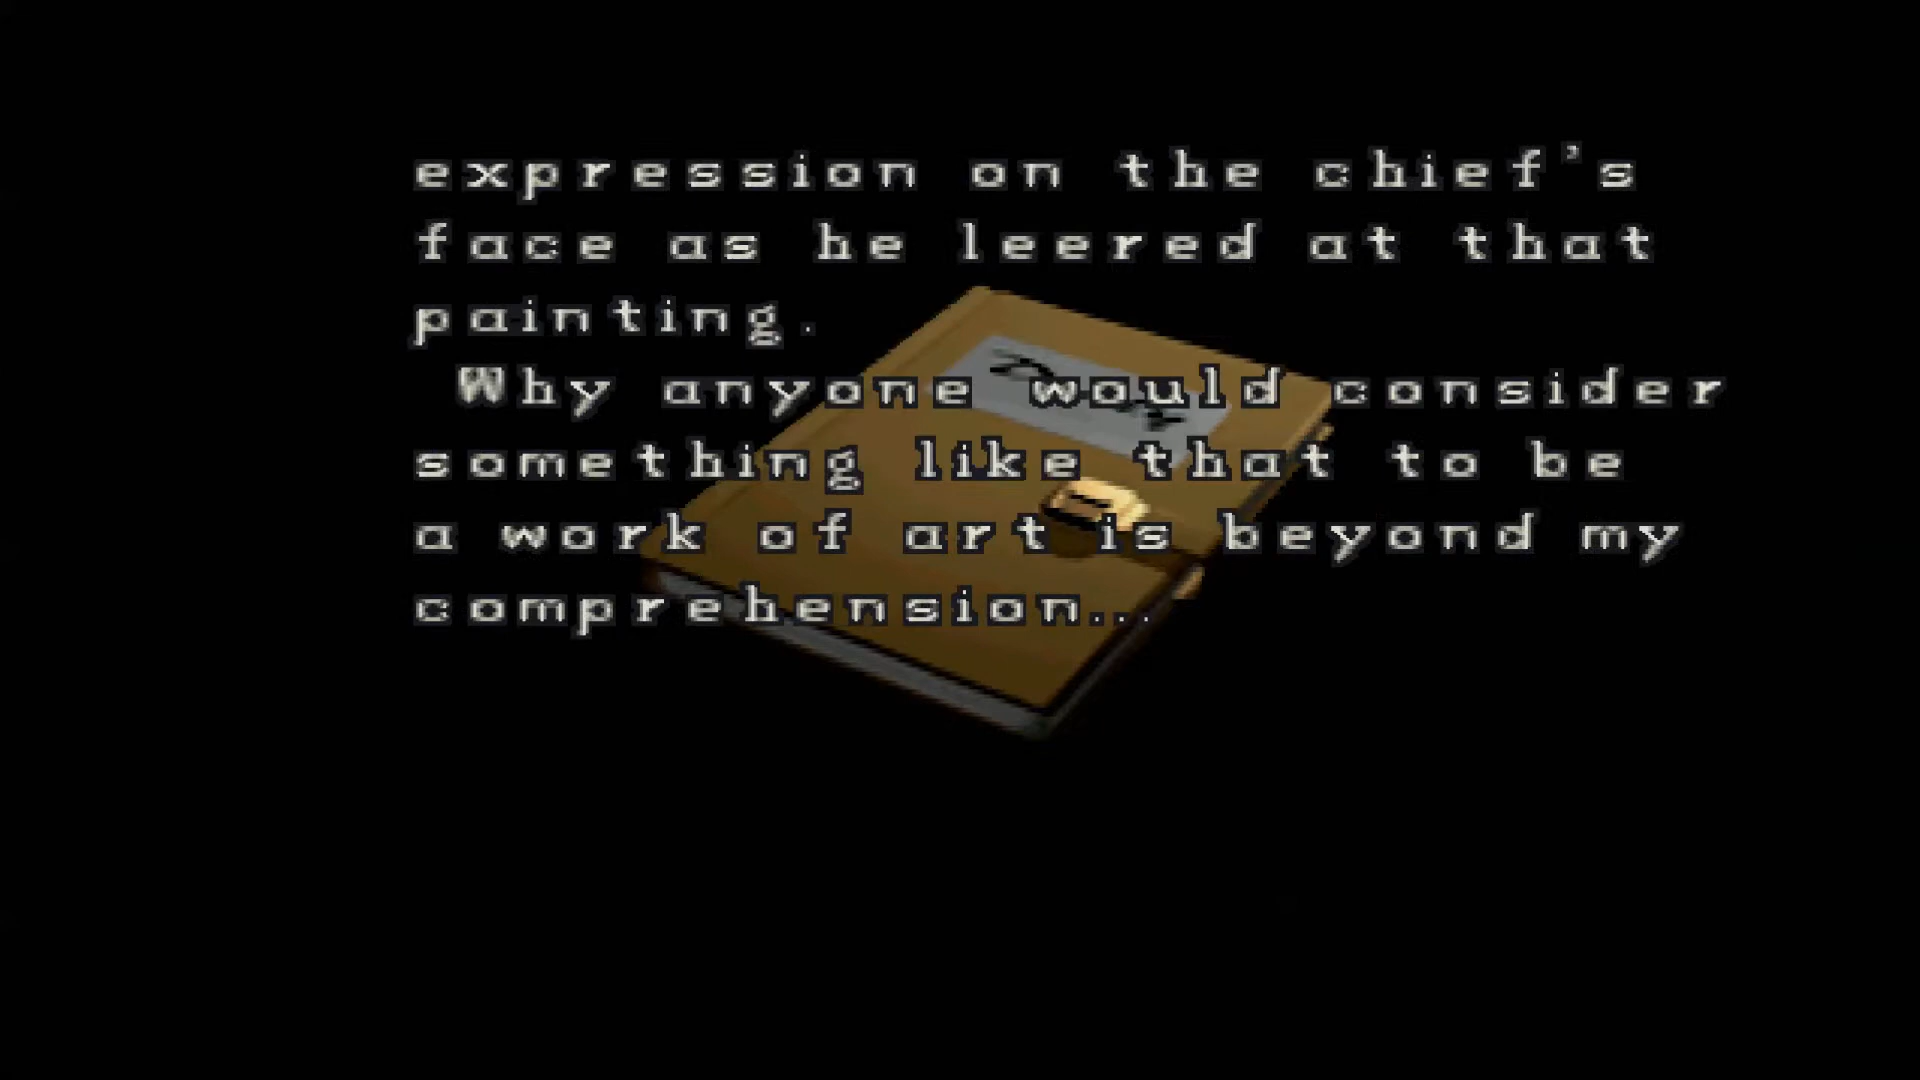 expression on the chief's
face as he leered at that
painting.
Why anyone would consider
something like that to be
a work of art is beyond my
comprehension...